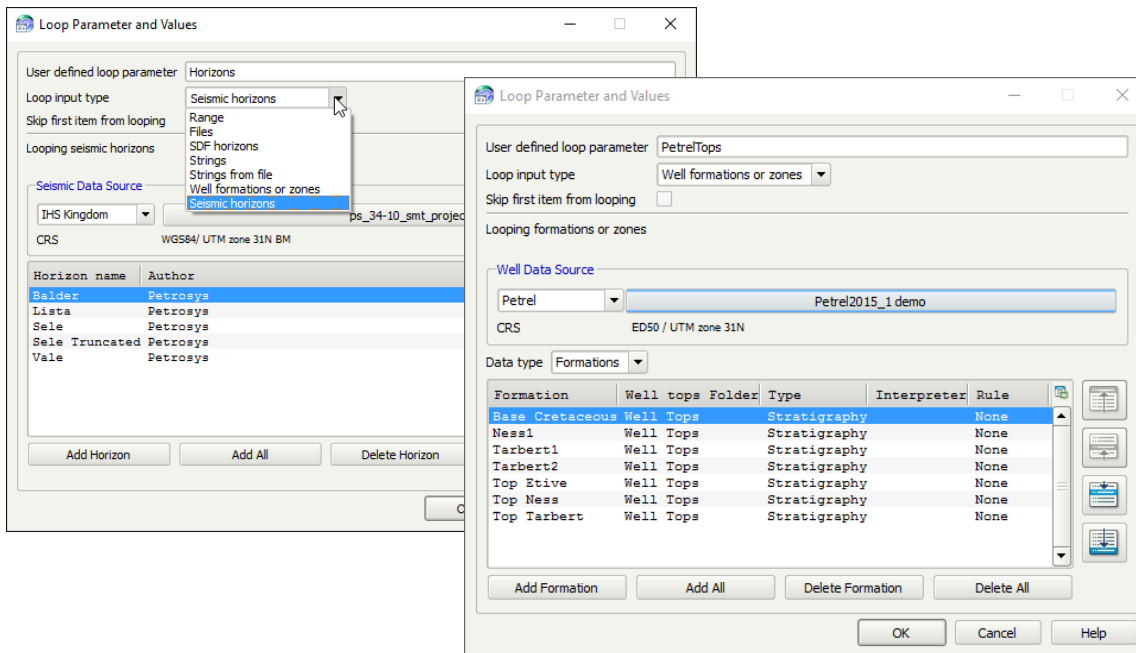 Loop Parameter and Values
User defined loop parameter Horizons
Loop input type Seismic horizons
Range
Files
SDF horizons
Strings
Strings from file
Well formations or zones
Seismic horizons
Skip first item from looping
Looping seismic horizons
Seismic Data Source
IHS Kingdom
CRS WGS84/ UTM zone 31N BM
Horizon name Author
Balder Petrosys
Lista Petrosys
Sele Petrosys
Sele Truncated Petrosys
Vale Petrosys
Add Horizon Add All Delete Horizon
Loop Parameter and Values
User defined loop parameter PetrelTops
Loop input type Well formations or zones
Skip first item from looping
Looping formations or zones
Well Data Source
Petrel Petrel2015_1 demo
CRS ED50 / UTM zone 31N
Data type Formations
Formation Well tops Folder Type Interpreter Rule
Base Cretaceous Well Tops Stratigraphy None
Ness1 Well Tops Stratigraphy None
Tarbert1 Well Tops Stratigraphy None
Tarbert2 Well Tops Stratigraphy None
Top Etive Well Tops Stratigraphy None
Top Ness Well Tops Stratigraphy None
Top Tarbert Well Tops Stratigraphy None
Add Formation Add All Delete Formation Delete All
OK Cancel Help